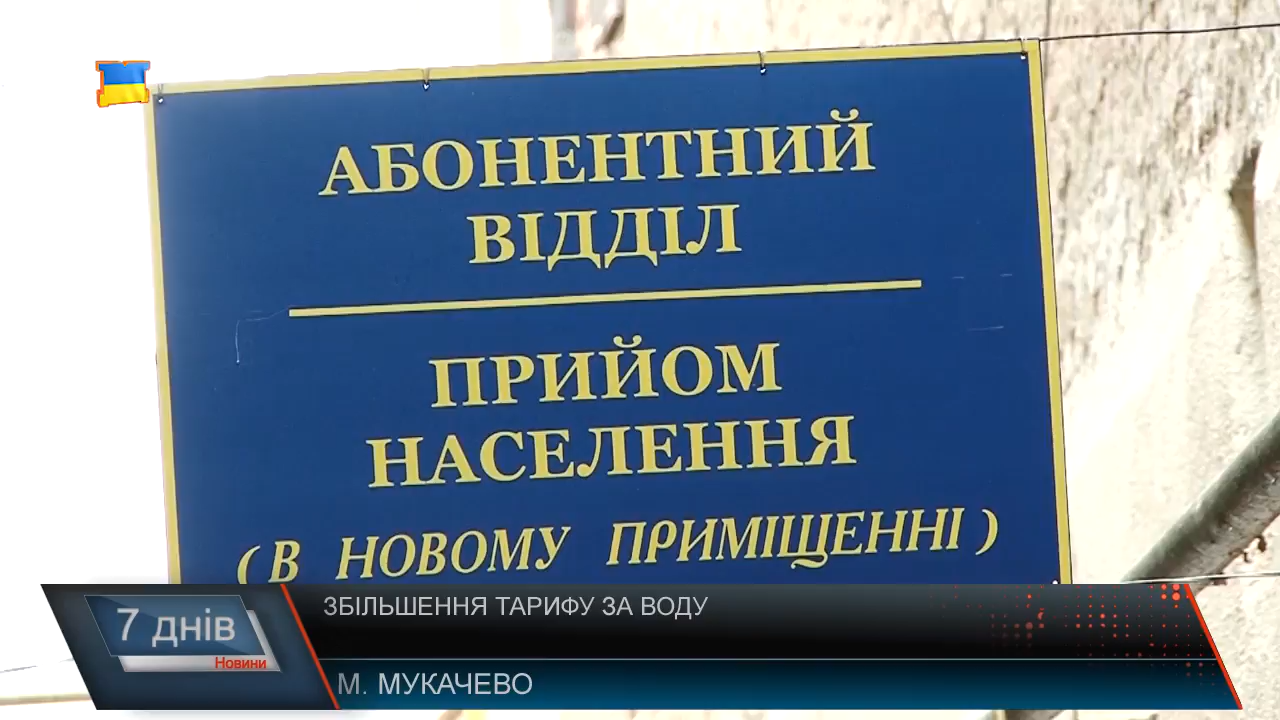 АБОНЕНТНИЙ
ВІДДІЛ
ПРИЙОМ
НАСЕЛЕННЯ
( В НОВОМУ ПРИМІЩЕННІ )
7 днів
Новини
ЗБІЛЬШЕННЯ ТАРИФУ ЗА ВОДУ
М. МУКАЧЕВО